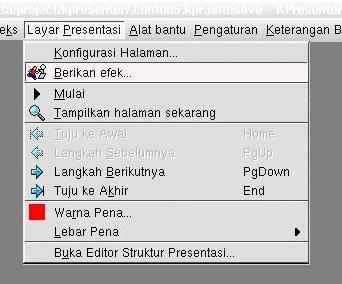 ta/project/kpresenter/.contoh5.kpr.autosave - KPresenter
eks Layar Presentasi Alat bantu Pengaturan Keterangan B
Konfigurasi Halaman...
Berikan efek...
Mulai
Tampilkan halaman sekarang
Tuju ke Awal Home
Langkah Sebelumnya PgUp
Langkah Berikutnya PgDown
Tuju ke Akhir End
Warna Pena...
Lebar Pena
Buka Editor Struktur Presentasi...